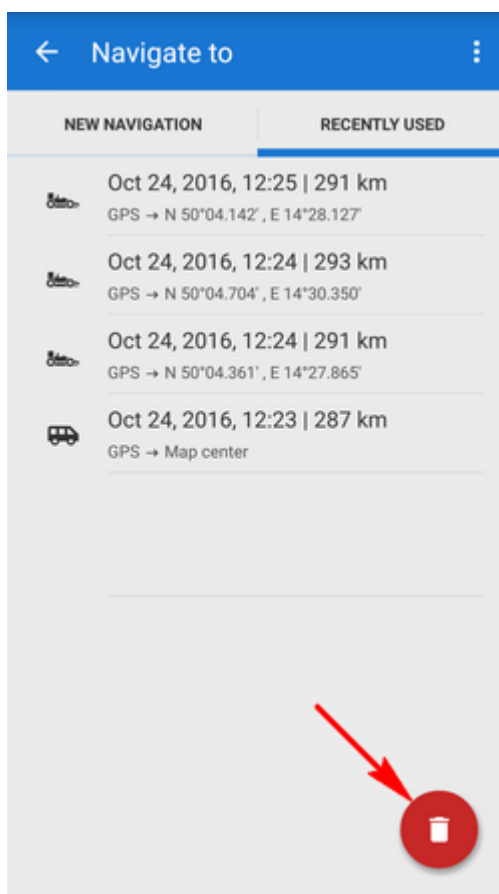 Navigate to
NEW NAVIGATION
RECENTLY USED
Oct 24, 2016, 12:25 | 291 km
GPS → N 50°04.142' , E 14°28.127'
Oct 24, 2016, 12:24 | 293 km
GPS → N 50°04.704' , E 14°30.350'
Oct 24, 2016, 12:24 | 291 km
GPS → N 50°04.361' , E 14°27.865'
Oct 24, 2016, 12:23 | 287 km
GPS → Map center